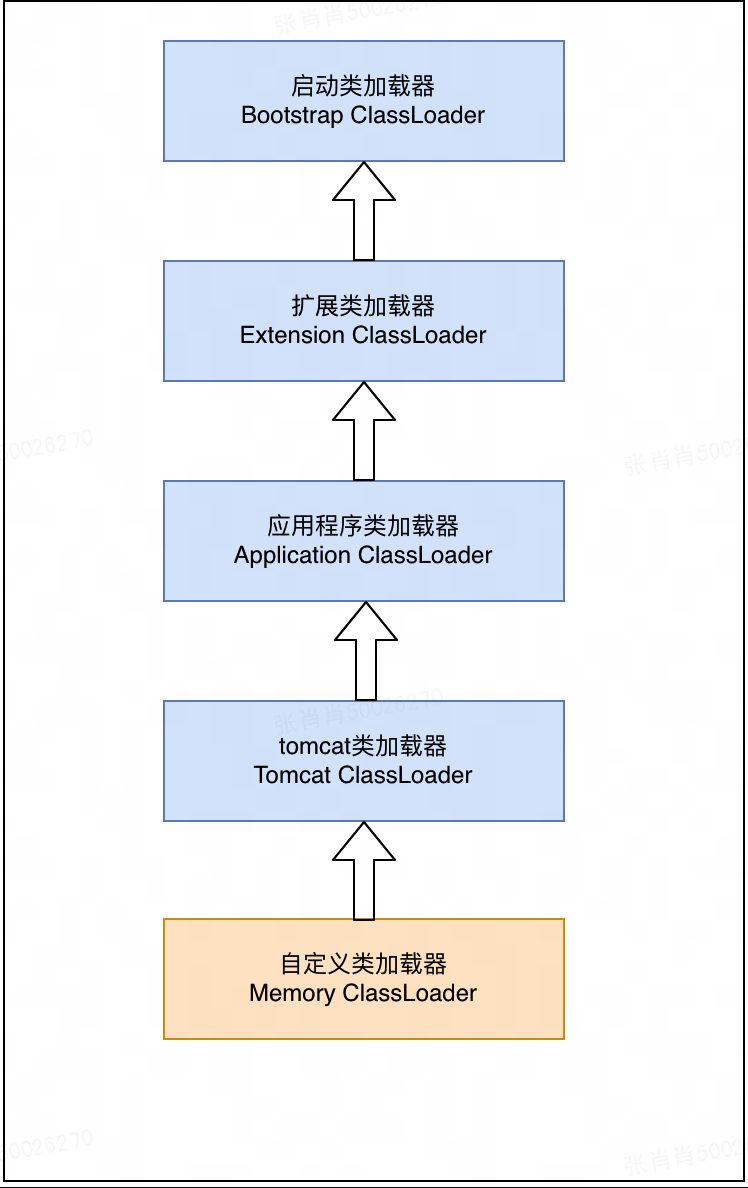 张肖肖50026270
启动类加载器
Bootstrap ClassLoader
扩展类加载器
Extension ClassLoader
50026270
张肖肖5002
应用程序类加载器
Application ClassLoader
张肖肖50026270
tomcat类加载器
Tomcat ClassLoader
自定义类加载器
Memory ClassLoader
50026270
张肖肖5002